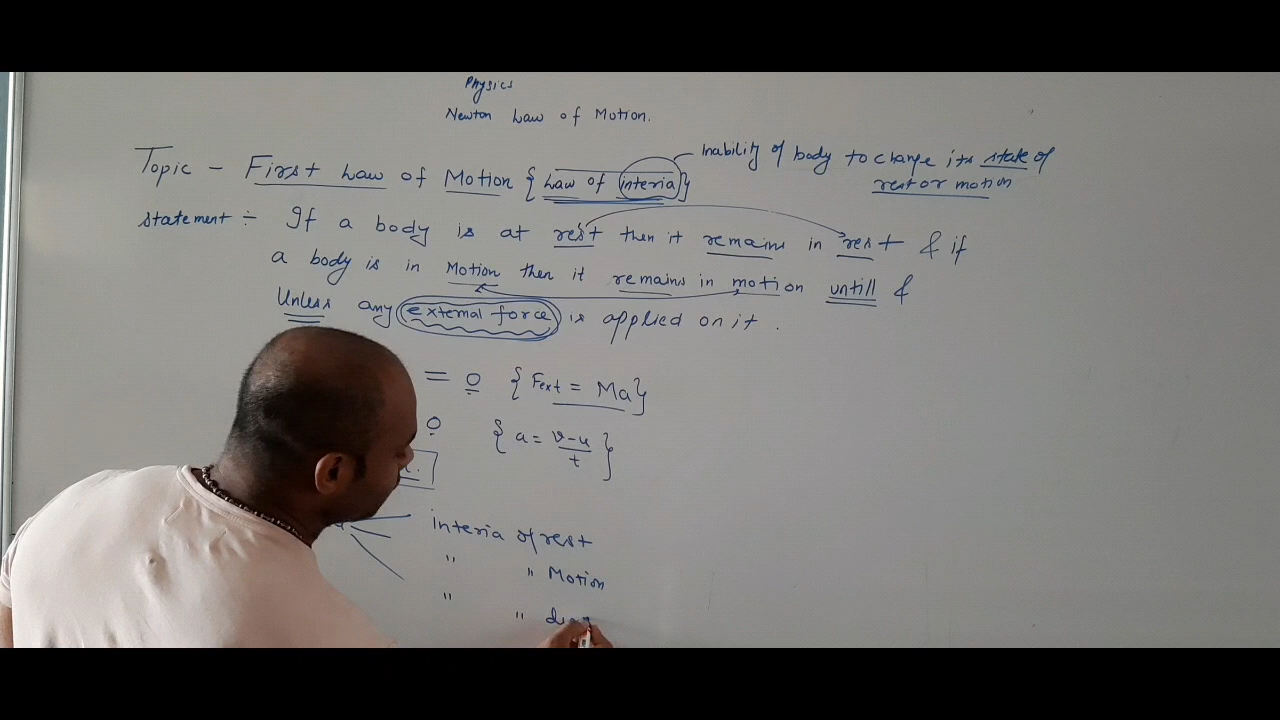 Physics
Newton Law of Motion.
Topic - First Law of Motion { Law of interia }
Inability of body to change its state of
rest or motion
statement :- If a body is at rest then it remains in rest & if
a body is in Motion then it remains in motion untill &
Unless any external force is applied on it.
= 0 { Fext = Ma }
0 { a = v-u/t }
interia of rest
" " Motion
" "